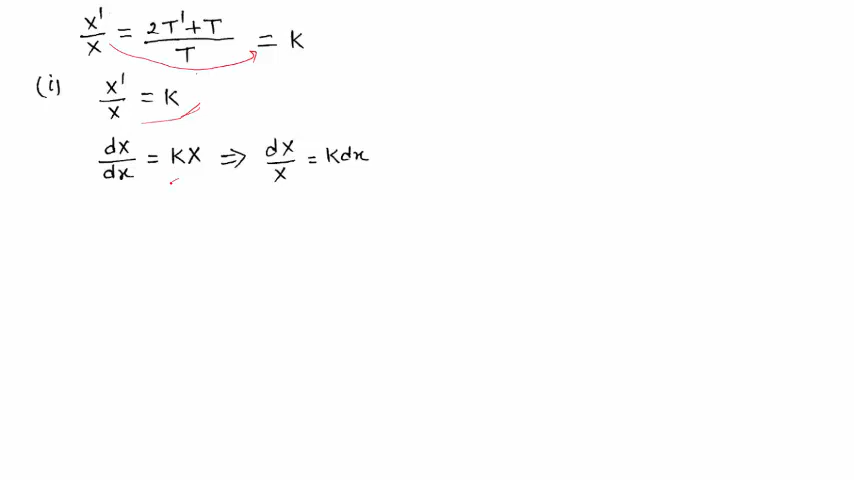 X'/X = (2T'+T)/T = K
(i) X'/X = K
dX/dx = KX ⇒ dX/X = Kdx